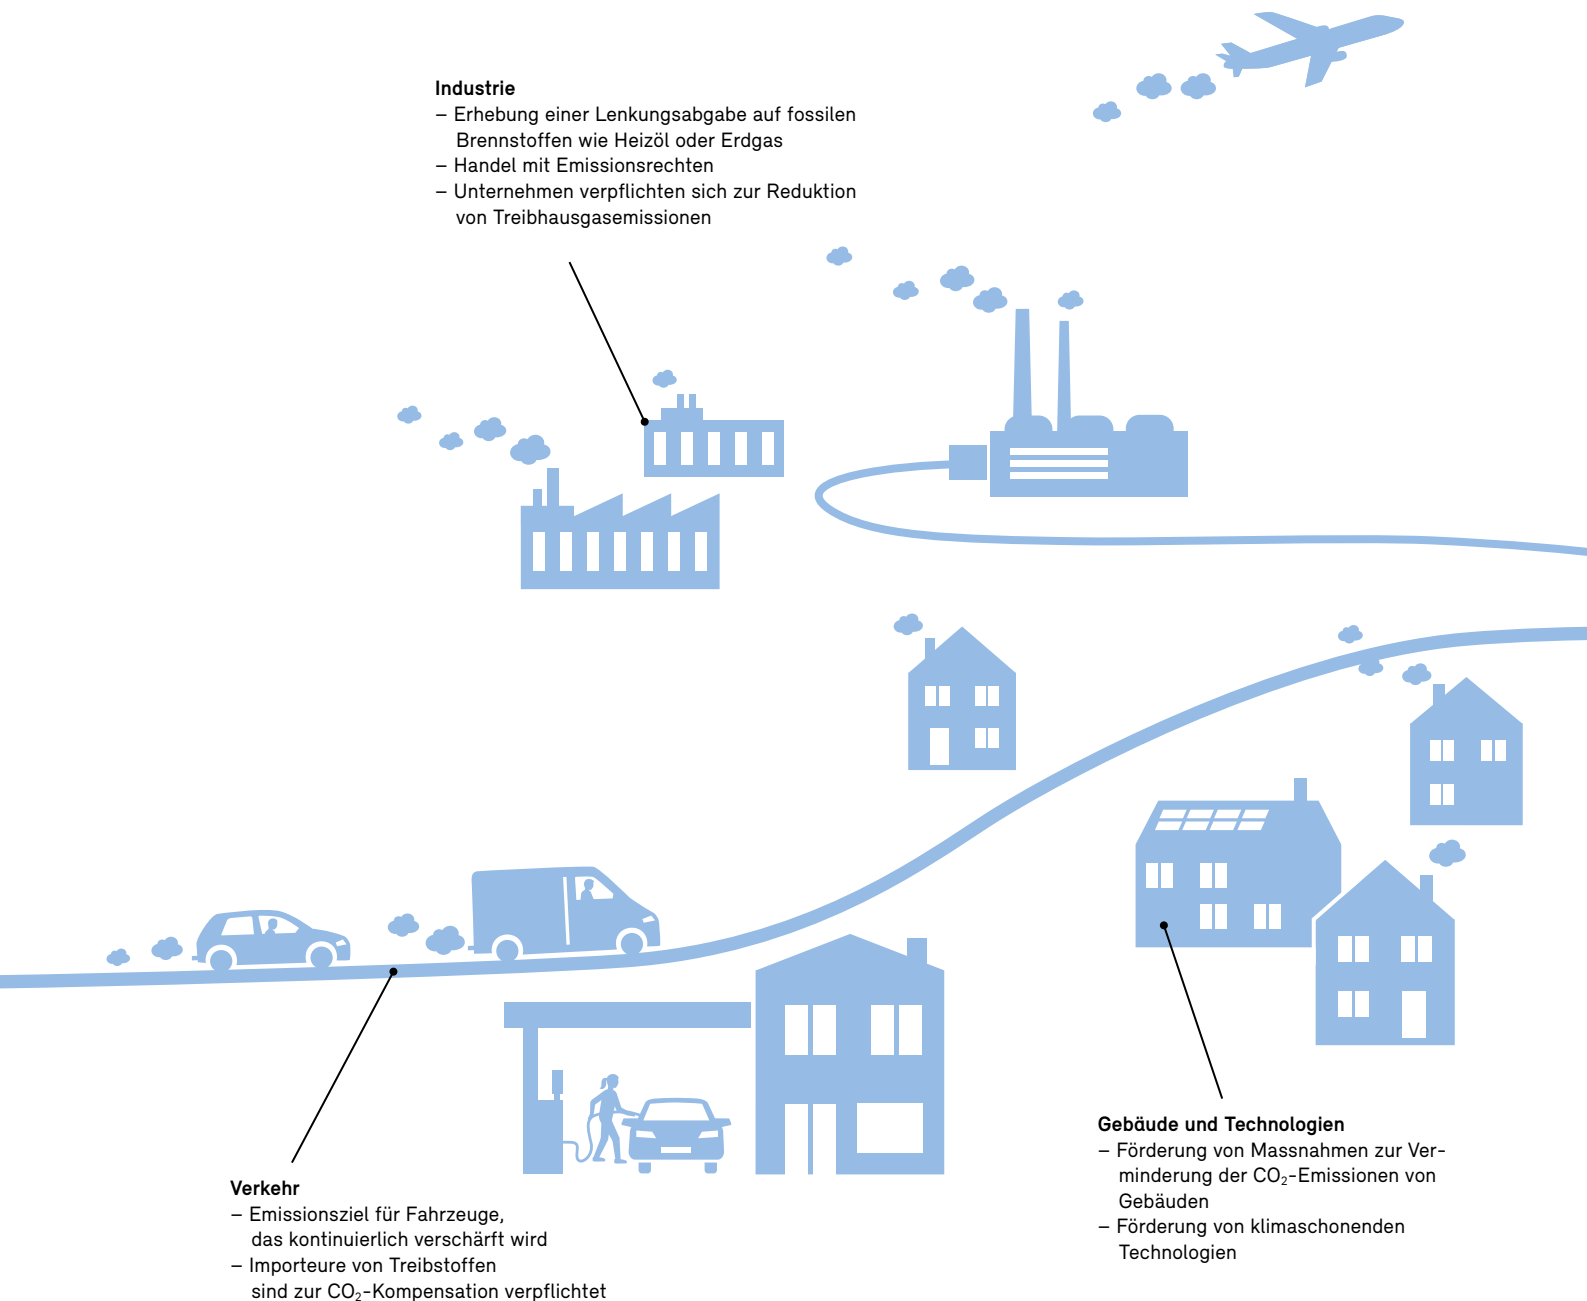 Industrie
– Erhebung einer Lenkungsabgabe auf fossilen
Brennstoffen wie Heizöl oder Erdgas
– Handel mit Emissionsrechten
– Unternehmen verpflichten sich zur Reduktion
von Treibhausgasemissionen
Verkehr
– Emissionsziel für Fahrzeuge,
das kontinuierlich verschärft wird
– Importeure von Treibstoffen
sind zur CO₂-Kompensation verpflichtet
Gebäude und Technologien
– Förderung von Massnahmen zur Ver-
minderung der CO₂-Emissionen von
Gebäuden
– Förderung von klimaschonenden
Technologien